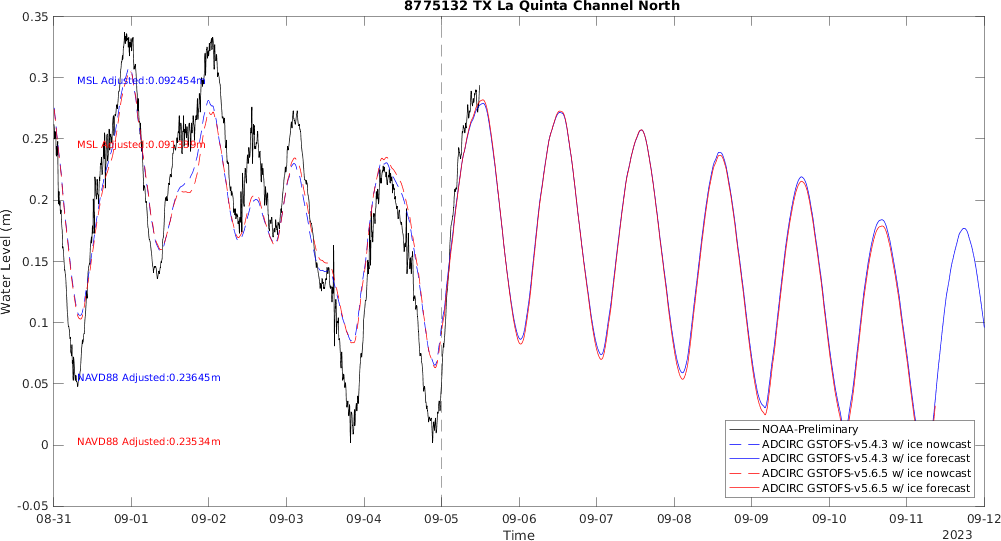 8775132 TX La Quinta Channel North
0.35
0.3
0.25
0.2
0.15
0.1
0.05
0
-0.05
Water Level (m)
MSL Adjusted:0.092454m
MSL Adjusted:
NAVD88 Adjusted:0.23645m
NAVD88 Adjusted:0.23534m
NOAA-Preliminary
ADCIRC GSTOFS-v5.4.3 w/ ice nowcast
ADCIRC GSTOFS-v5.4.3 w/ ice forecast
ADCIRC GSTOFS-v5.6.5 w/ ice nowcast
ADCIRC GSTOFS-v5.6.5 w/ ice forecast
08-31 09-01 09-02 09-03 09-04 09-05 09-06 09-07 09-08 09-09 09-10 09-11 09-12
Time
2023